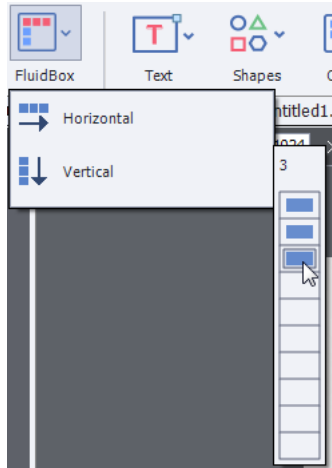 FluidBox
Text
Shapes
Horizontal
ntitled1.
Vertical
3